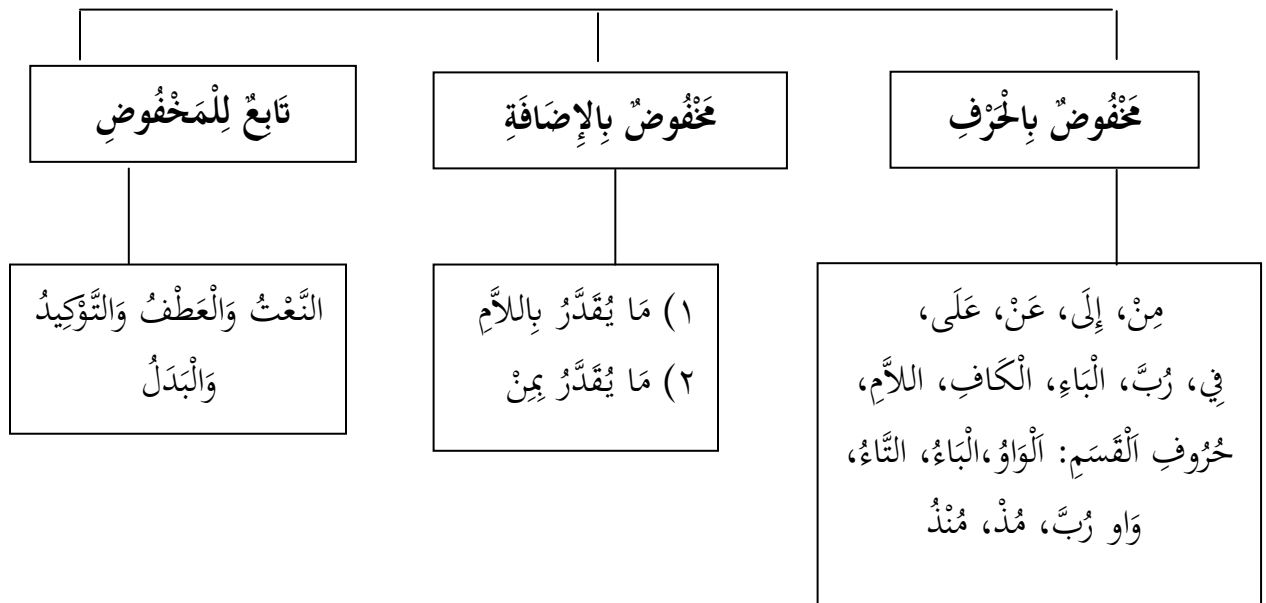 مَخْفُوضٌ بِالْحَرْفِ
مَخْفُوضٌ بِالإِضَافَةِ
تَابِعٌ لِلْمَخْفُوضِ
مِنْ، إِلَى، عَنْ، عَلَى،
فِي، رُبَّ، الْبَاءِ، الْكَافِ، اللاَّمِ،
حُرُوفِ اَلْقَسَمِ: اَلْوَاوُ،الْبَاءُ، التَّاءُ،
وَاو رُبَّ، مُذْ، مُنْذُ
١) مَا يُقَدَّرُ بِاللاَّمِ
٢) مَا يُقَدَّرُ بِمِنْ
النَّعْتُ وَالْعَطْفُ وَالتَّوْكِيدُ
وَالْبَدَلُ